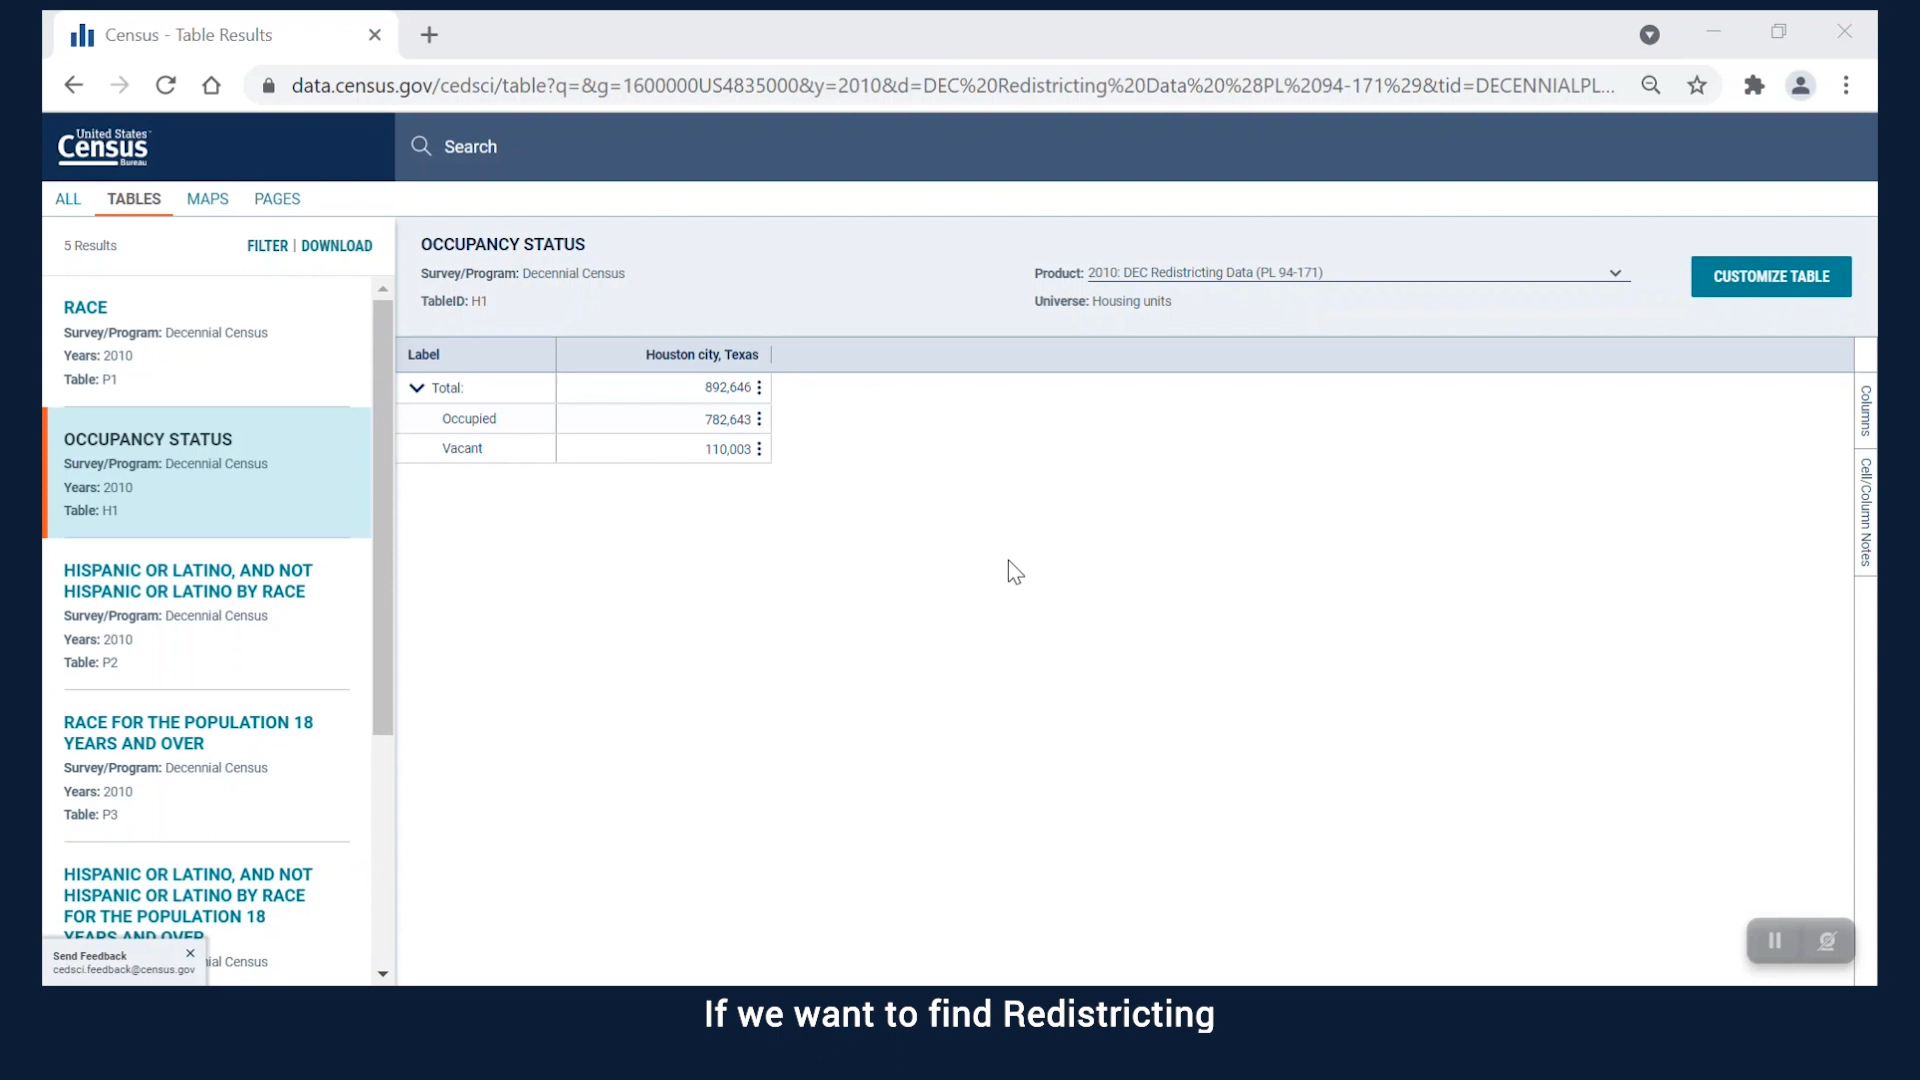 Census - Table Results
data.census.gov/cedsci/table?q=&g=1600000US4835000&y=2010&d=DEC%20Redistricting%20Data%20%28PL%2094-171%29&tid=DECENNIALPL...
United States
Census
Bureau
Search
ALL TABLES MAPS PAGES
5 Results FILTER | DOWNLOAD
RACE
Survey/Program: Decennial Census
Years: 2010
Table: P1
OCCUPANCY STATUS
Survey/Program: Decennial Census
Years: 2010
Table: H1
HISPANIC OR LATINO, AND NOT
HISPANIC OR LATINO BY RACE
Survey/Program: Decennial Census
Years: 2010
Table: P2
RACE FOR THE POPULATION 18
YEARS AND OVER
Survey/Program: Decennial Census
Years: 2010
Table: P3
HISPANIC OR LATINO, AND NOT
HISPANIC OR LATINO BY RACE
FOR THE POPULATION 18
YEARS AND OVER
nial Census
Send Feedback
cedsci.feedback@census.gov
OCCUPANCY STATUS
Survey/Program: Decennial Census
TableID: H1
Product: 2010: DEC Redistricting Data (PL 94-171)
Universe: Housing units
CUSTOMIZE TABLE
Label Houston city, Texas
Total: 892,646
Occupied 782,643
Vacant 110,003
Columns
Cell/Column Notes
If we want to find Redistricting